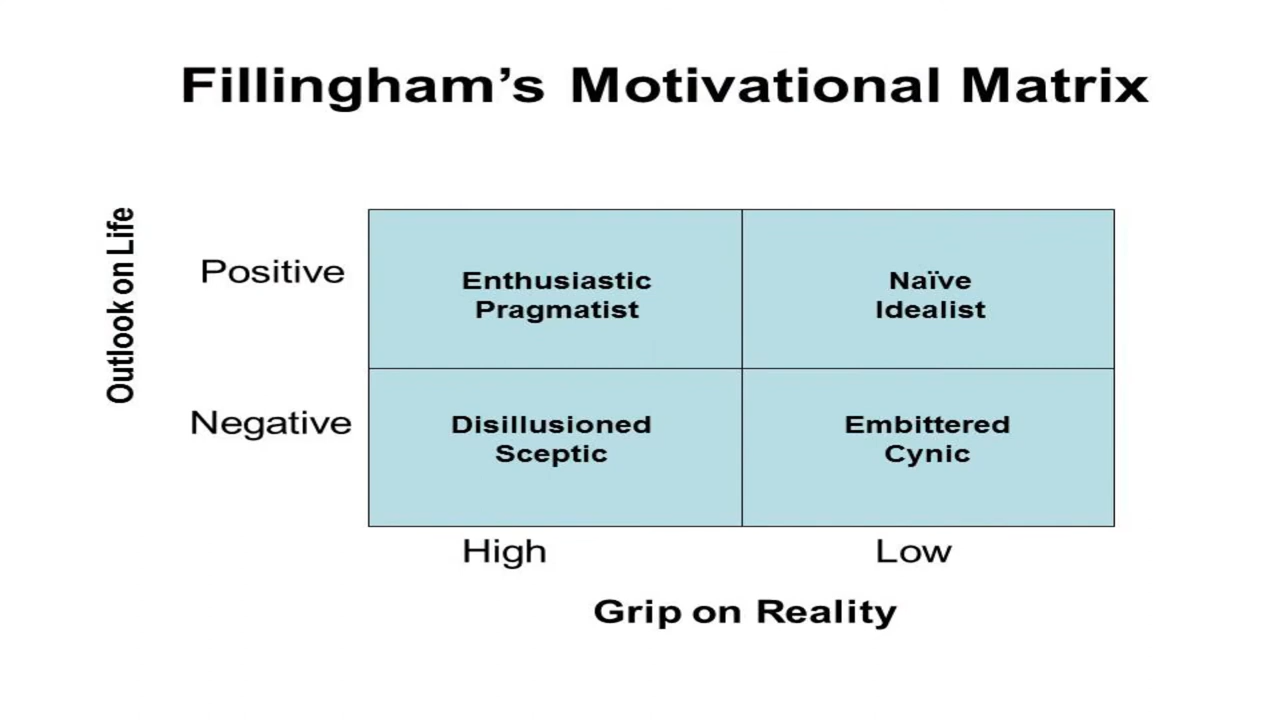 Fillingham’s Motivational Matrix
Outlook on Life
Positive
Enthusiastic
Pragmatist
Naïve
Idealist
Negative
Disillusioned
Sceptic
Embittered
Cynic
High
Low
Grip on Reality